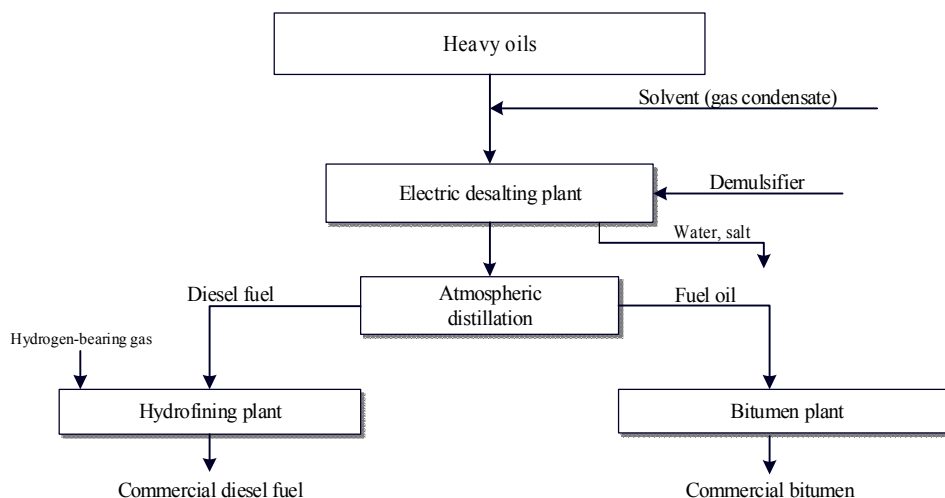 Heavy oils
Solvent (gas condensate)
Electric desalting plant
Demulsifier
Water, salt
Diesel fuel
Atmospheric
distillation
Fuel oil
Hydrogen-bearing gas
Hydrofining plant
Bitumen plant
Commercial diesel fuel
Commercial bitumen